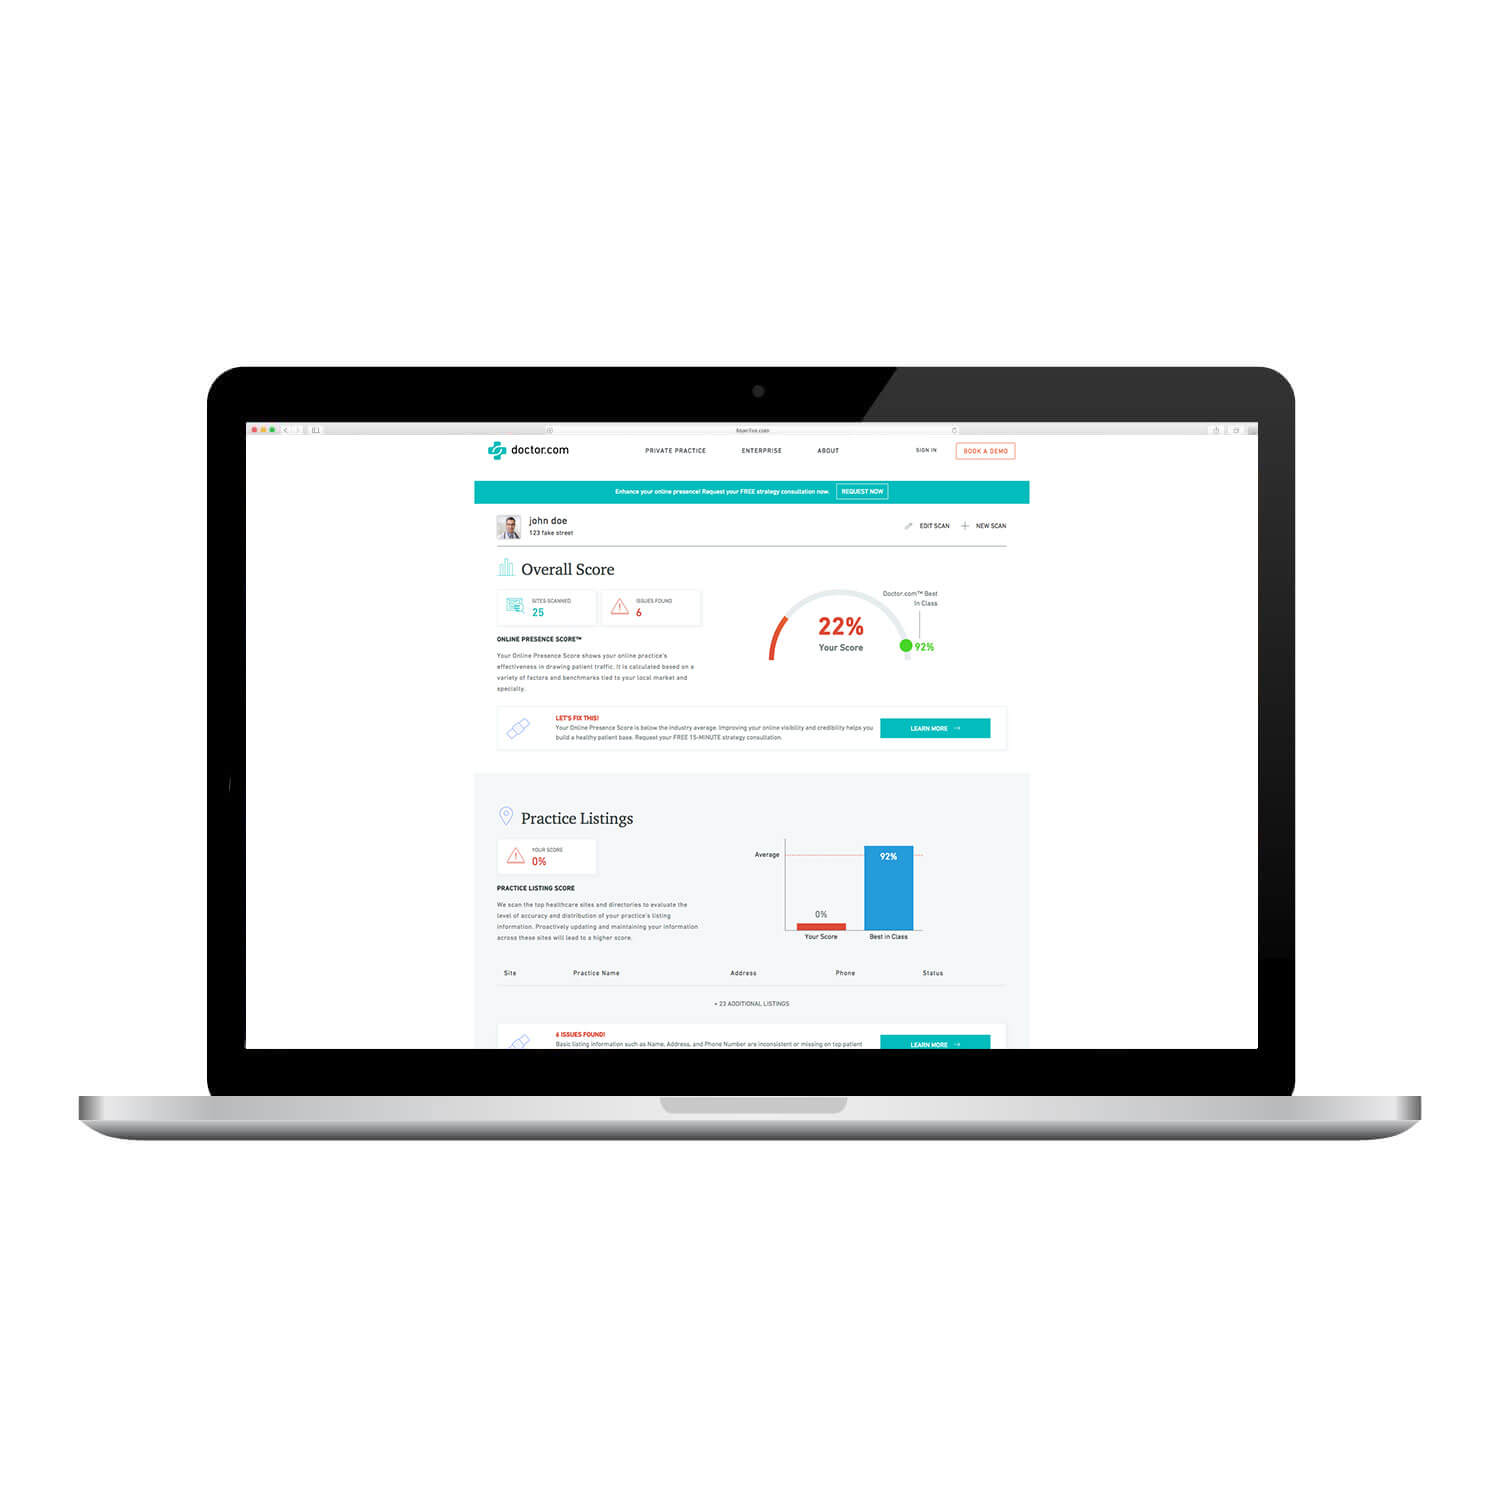 doctor.com
PRIVATE PRACTICE
ENTERPRISE
ABOUT
SIGN IN
BOOK A DEMO
Enhance your online presence! Request your FREE strategy consultation now.
REQUEST NOW
john doe
123 fake street
EDIT SCAN
NEW SCAN
Overall Score
SITES SCANNED
25
ISSUES FOUND
6
ONLINE PRESENCE SCORE™
Your Online Presence Score shows your online practice's
effectiveness in drawing patient traffic. It is calculated based on a
variety of factors and benchmarks tied to your local market and
specialty.
22%
Your Score
Doctor.com™ Best
In Class
92%
LET'S FIX THIS!
Your Online Presence Score is below the industry average. Improving your online visibility and credibility helps you
build a healthy patient base. Request your FREE 15-MINUTE strategy consultation.
LEARN MORE →
Practice Listings
YOUR SCORE
0%
PRACTICE LISTING SCORE
We scan the top healthcare sites and directories to evaluate the
level of accuracy and distribution of your practice's listing
information. Proactively updating and maintaining your information
across these sites will lead to a higher score.
Average
92%
0%
Your Score
Best in Class
Site
Practice Name
Address
Phone
Status
+ 23 ADDITIONAL LISTINGS
6 ISSUES FOUND!
Basic listing information such as Name, Address, and Phone Number are inconsistent or missing on top patient
LEARN MORE →